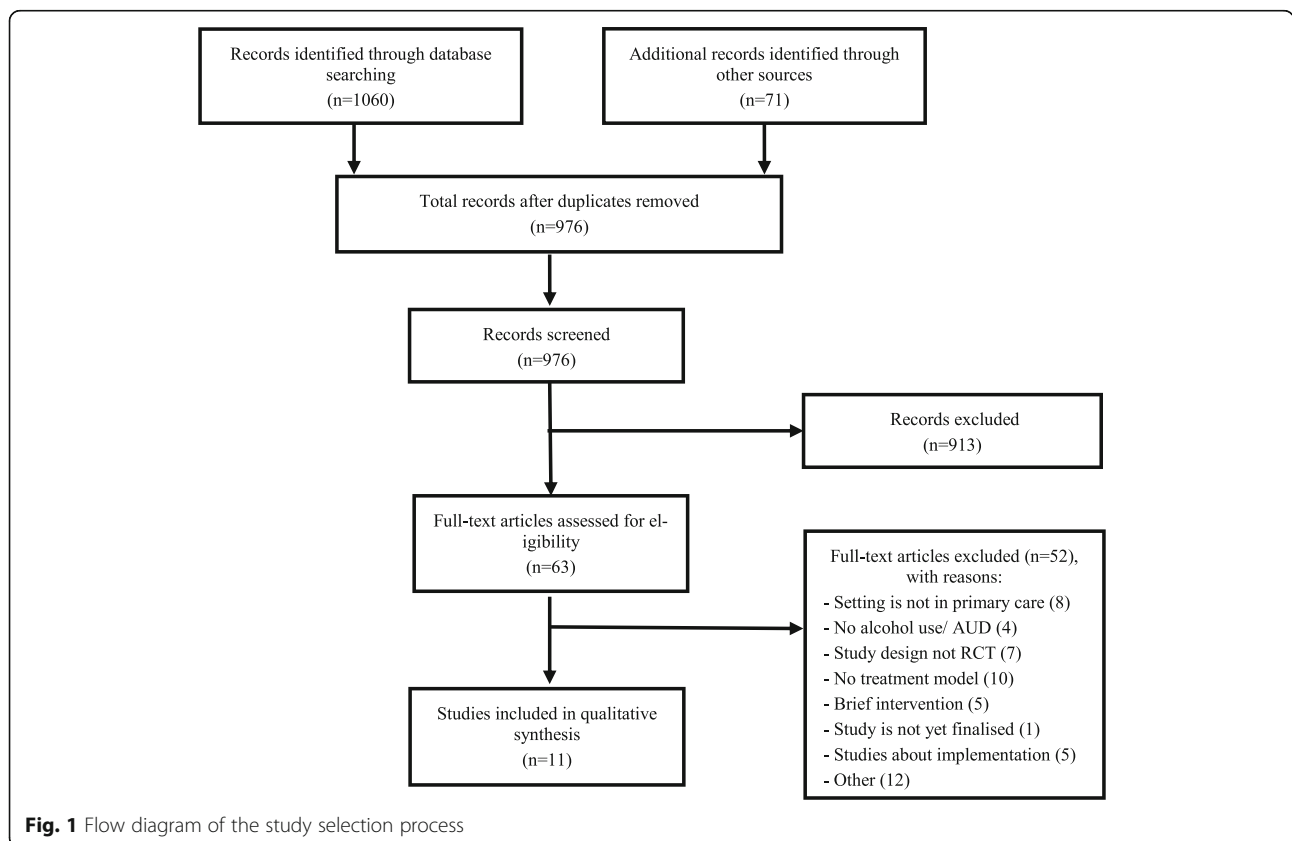 Records identified through database
searching
(n=1060)
Additional records identified through
other sources
(n=71)
Total records after duplicates removed
(n=976)
Records screened
(n=976)
Records excluded
(n=913)
Full-text articles assessed for el-
igibility
(n=63)
Full-text articles excluded (n=52),
with reasons:
- Setting is not in primary care (8)
- No alcohol use/ AUD (4)
- Study design not RCT (7)
- No treatment model (10)
- Brief intervention (5)
- Study is not yet finalised (1)
- Studies about implementation (5)
- Other (12)
Studies included in qualitative
synthesis
(n=11)
Fig. 1 Flow diagram of the study selection process